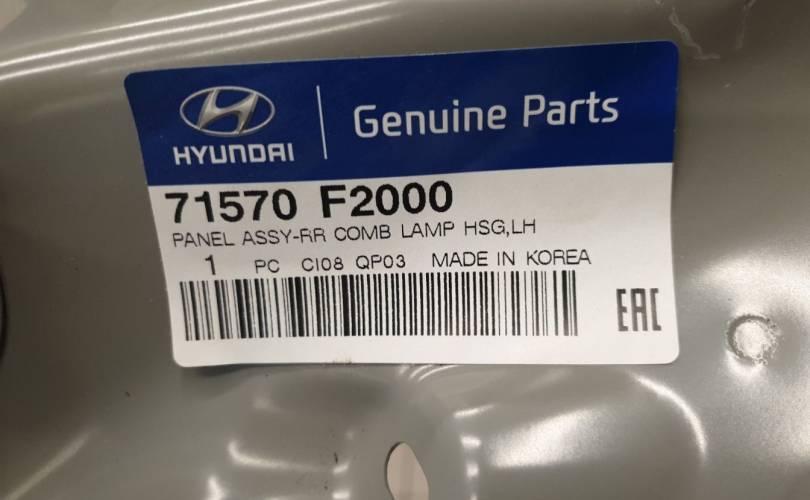 HYUNDAI
Genuine Parts
71570 F2000
PANEL ASSY-RR COMB LAMP HSG,LH
1 PC CI08 QP03 MADE IN KOREA
EAC